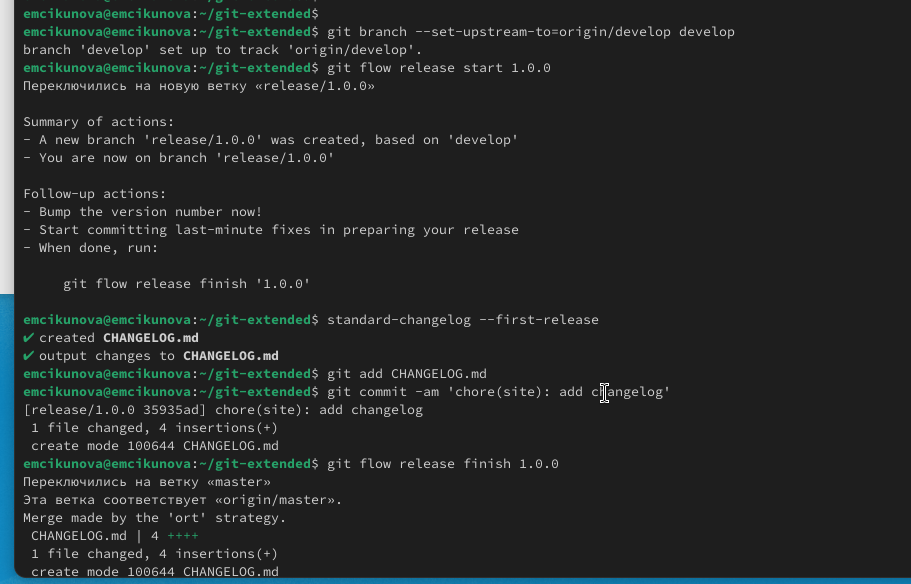 emcikunova@emcikunova:~/git-extended$
emcikunova@emcikunova:~/git-extended$ git branch --set-upstream-to=origin/develop develop
branch 'develop' set up to track 'origin/develop'.
emcikunova@emcikunova:~/git-extended$ git flow release start 1.0.0
Переключились на новую ветку «release/1.0.0»
Summary of actions:
- A new branch 'release/1.0.0' was created, based on 'develop'
- You are now on branch 'release/1.0.0'
Follow-up actions:
- Bump the version number now!
- Start committing last-minute fixes in preparing your release
- When done, run:
git flow release finish '1.0.0'
emcikunova@emcikunova:~/git-extended$ standard-changelog --first-release
✔ created CHANGELOG.md
✔ output changes to CHANGELOG.md
emcikunova@emcikunova:~/git-extended$ git add CHANGELOG.md
emcikunova@emcikunova:~/git-extended$ git commit -am 'chore(site): add changelog'
[release/1.0.0 35935ad] chore(site): add changelog
1 file changed, 4 insertions(+)
create mode 100644 CHANGELOG.md
emcikunova@emcikunova:~/git-extended$ git flow release finish 1.0.0
Переключились на ветку «master»
Эта ветка соответствует «origin/master».
Merge made by the 'ort' strategy.
CHANGELOG.md | 4 ++++
1 file changed, 4 insertions(+)
create mode 100644 CHANGELOG.md